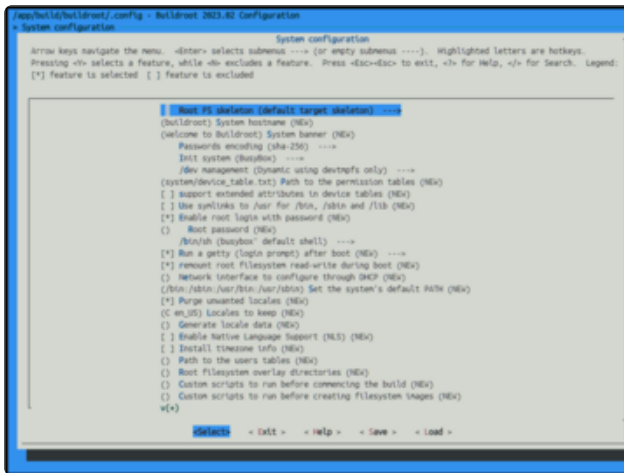 /app/build/buildroot/.config - Buildroot 2023.02 Configuration
> System configuration
System configuration
Arrow keys navigate the menu. <Enter> selects submenus ---> (or empty submenus ----). Highlighted letters are hotkeys.
Pressing <Y> selects a feature, while <N> excludes a feature. Press <Esc><Esc> to exit, <?> for Help, </> for Search. Legend:
[*] feature is selected [ ] feature is excluded
Root FS skeleton (default target skeleton) --->
(buildroot) System hostname (NEW)
(Welcome to Buildroot) System banner (NEW)
Passwords encoding (sha-256) --->
Init system (BusyBox) --->
/dev management (Dynamic using devtmpfs only) --->
(system/device_table.txt) Path to the permission tables (NEW)
[ ] support extended attributes in device tables (NEW)
[ ] Use symlinks to /usr for /bin, /sbin and /lib (NEW)
[*] Enable root login with password (NEW)
() Root password (NEW)
/bin/sh (busybox' default shell) --->
[*] Run a getty (login prompt) after boot (NEW) --->
[*] remount root filesystem read-write during boot (NEW)
() Network interface to configure through DHCP (NEW)
(/bin:/sbin:/usr/bin:/usr/sbin) Set the system's default PATH (NEW)
[*] Purge unwanted locales (NEW)
(C en_US) Locales to keep (NEW)
() Generate locale data (NEW)
[ ] Enable Native Language Support (NLS) (NEW)
[ ] Install timezone info (NEW)
() Path to the users tables (NEW)
() Root filesystem overlay directories (NEW)
() Custom scripts to run before commencing the build (NEW)
() Custom scripts to run before creating filesystem images (NEW)
v(+)
<Select> < Exit > < Help > < Save > < Load >